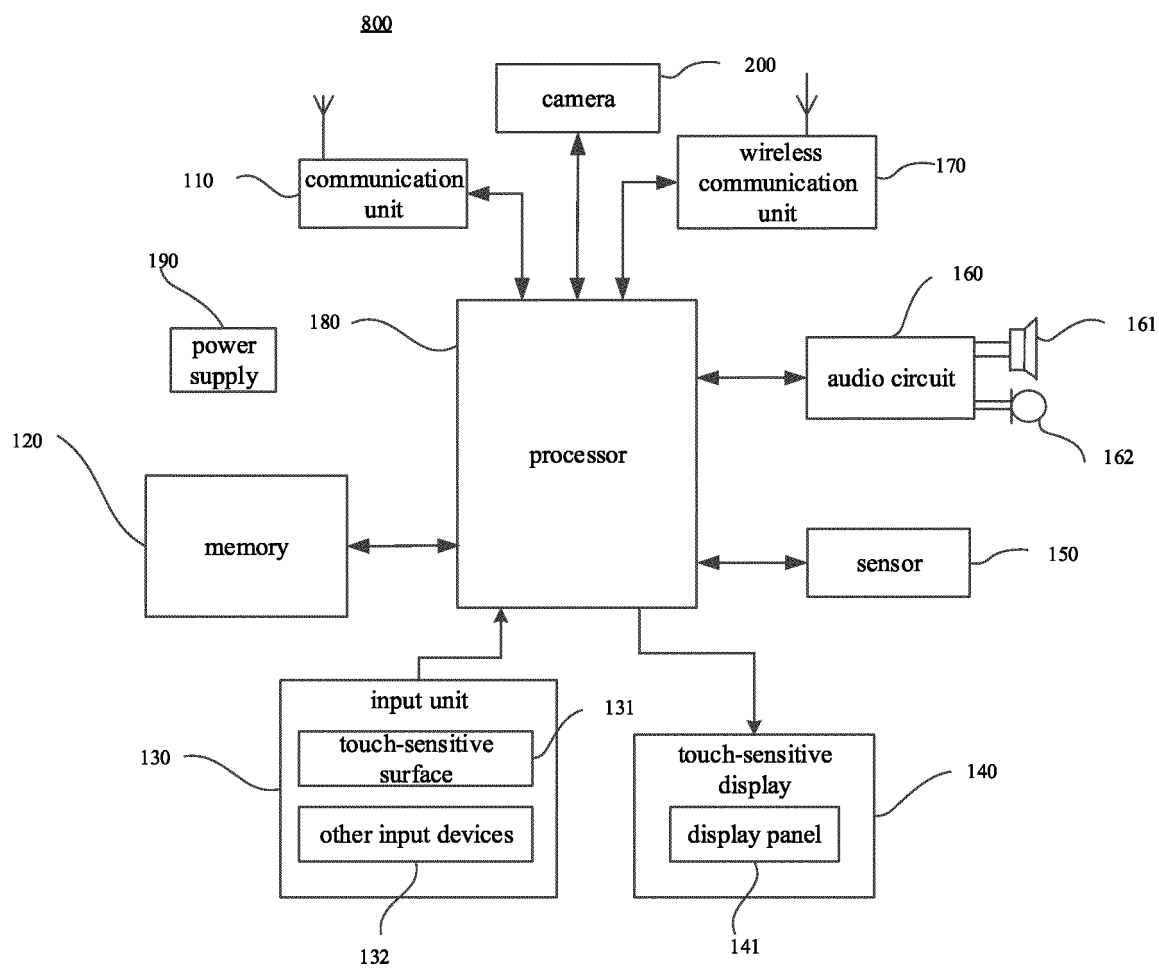 800
200
camera
wireless
communication
unit
170
110
communication
unit
190
power
supply
180
160
161
audio circuit
162
120
processor
memory
sensor
150
input unit
131
touch-sensitive
surface
130
other input devices
132
touch-sensitive
display
140
display panel
141